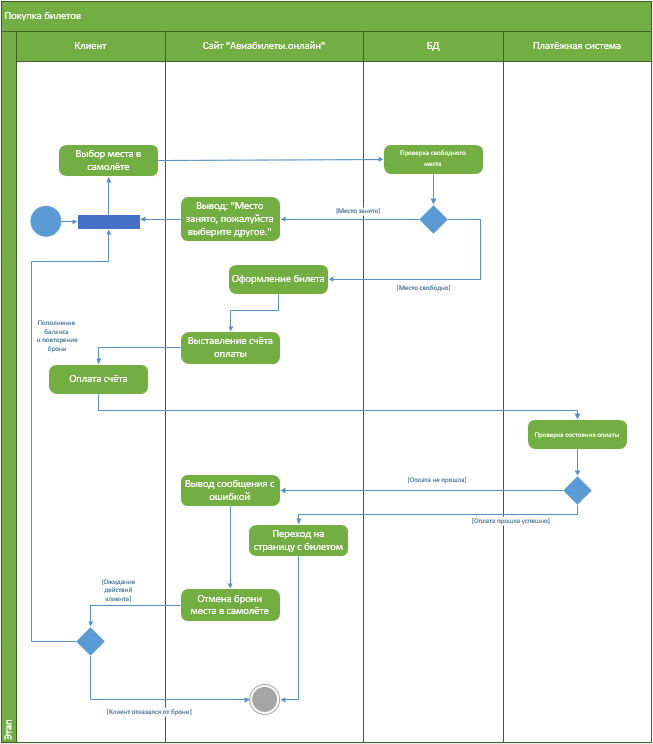 Покупка билетов
Клиент
Сайт "Авиабилеты.онлайн"
БД
Платёжная система
Выбор места в
самолёте
Проверка свободного
места
Вывод: "Место
занято, пожалуйста
выберите другое."
[Место занято]
Оформление билета
[Место свободно]
Пополнение
баланса
и повторение
брони
Выставление счёта
оплаты
Оплата счёта
Проверка состояния оплаты
Вывод сообщения с
ошибкой
[Оплата не прошла]
[Оплата прошла успешно]
Переход на
страницу с билетом
[Ожидание
действий
клиента]
Отмена брони
места в самолёте
[Клиент отказался от брони]
Этап